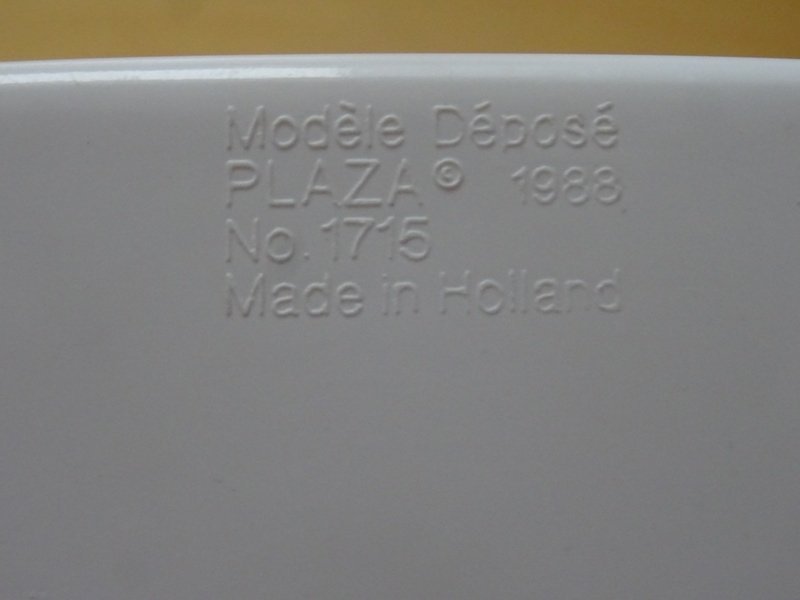 Modèle Déposé
PLAZA© 1988
No. 1715
Made in Holland